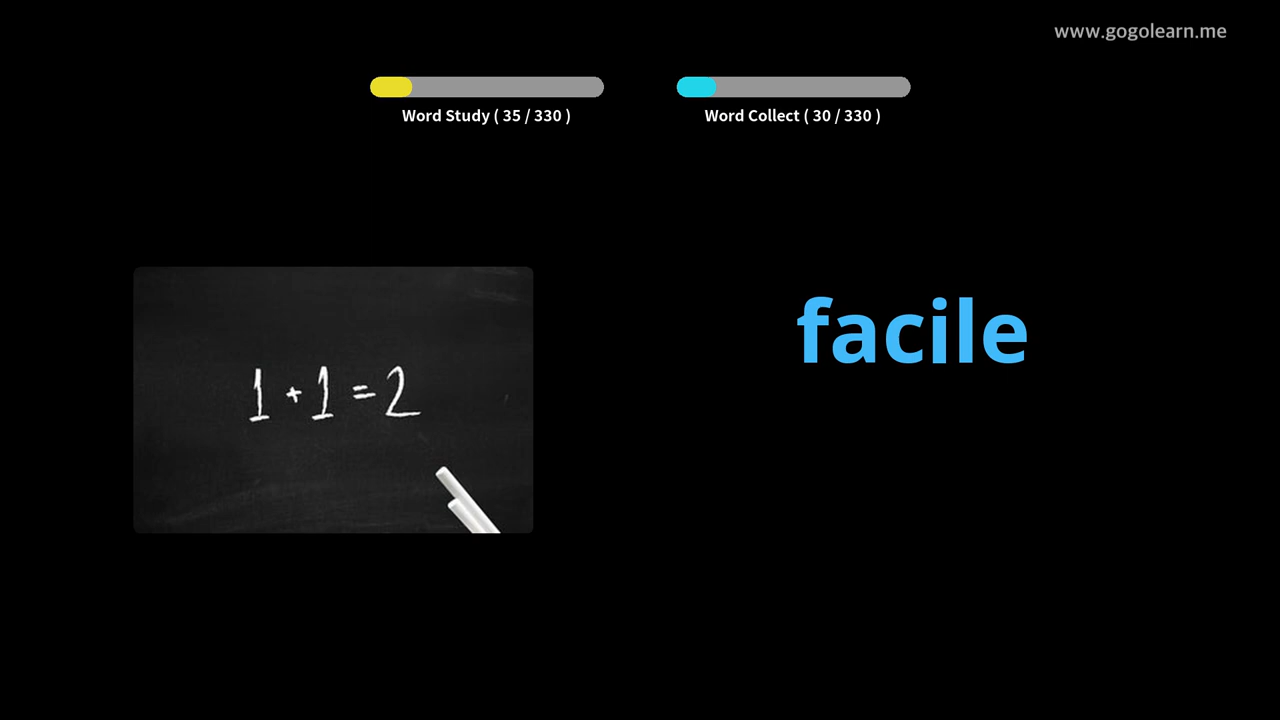 www.gogolearn.me
Word Study ( 35 / 330 )
Word Collect ( 30 / 330 )
1 + 1 = 2
facile